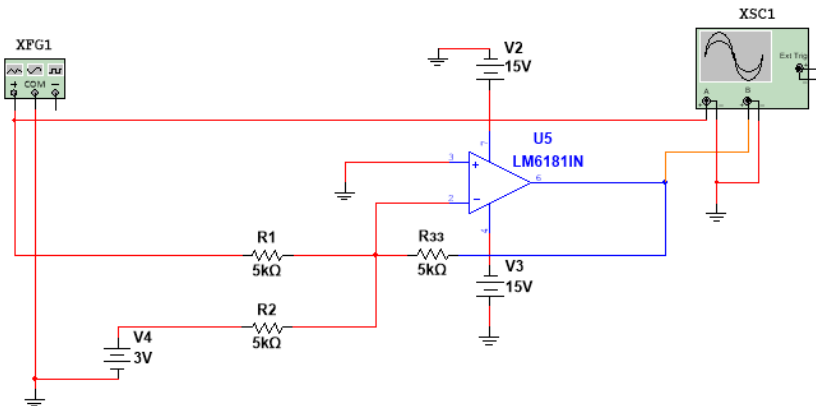 XSC1
XFG1
V2
15V
Ext Trig
+
-
COM
+
-
A
B
+
-
+
-
7
U5
LM6181IN
3
+
6
2
-
4
R1
5kΩ
R33
5kΩ
V3
15V
R2
5kΩ
V4
3V